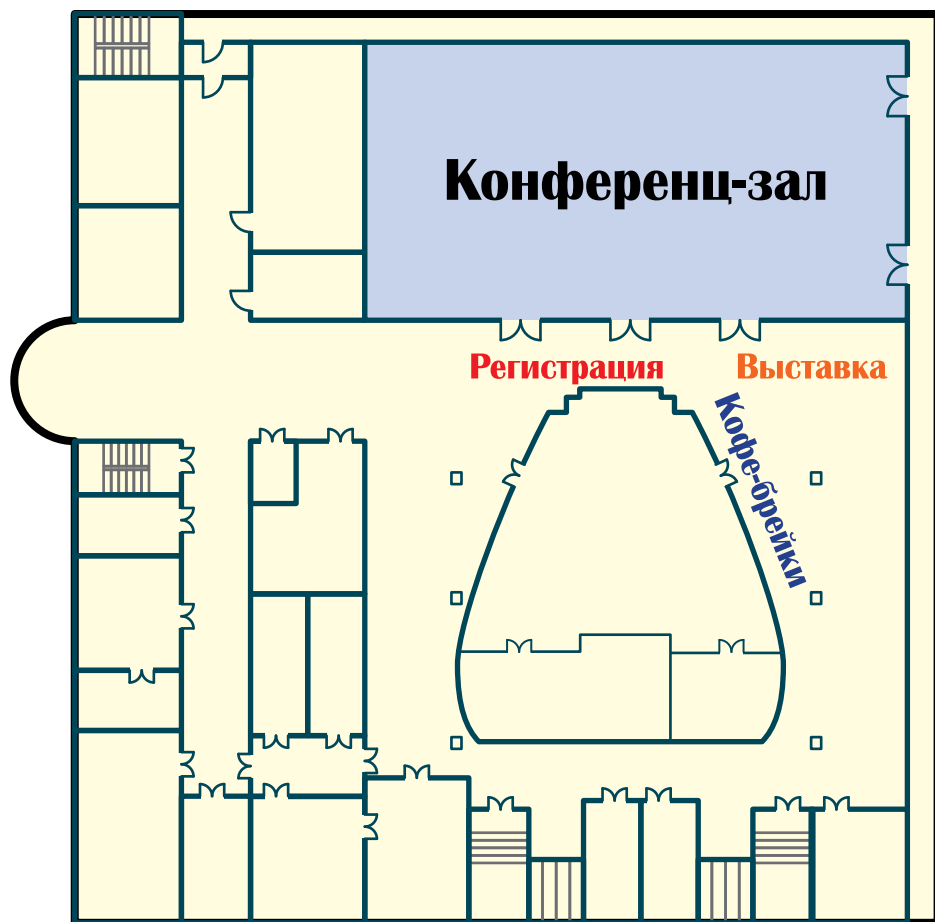 Конференц-зал
Регистрация
Выставка
Кофе-брейки